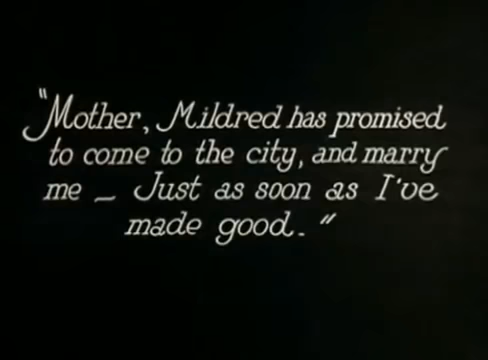 "Mother, Mildred has promised
to come to the city, and marry
me – Just as soon as I've
made good."